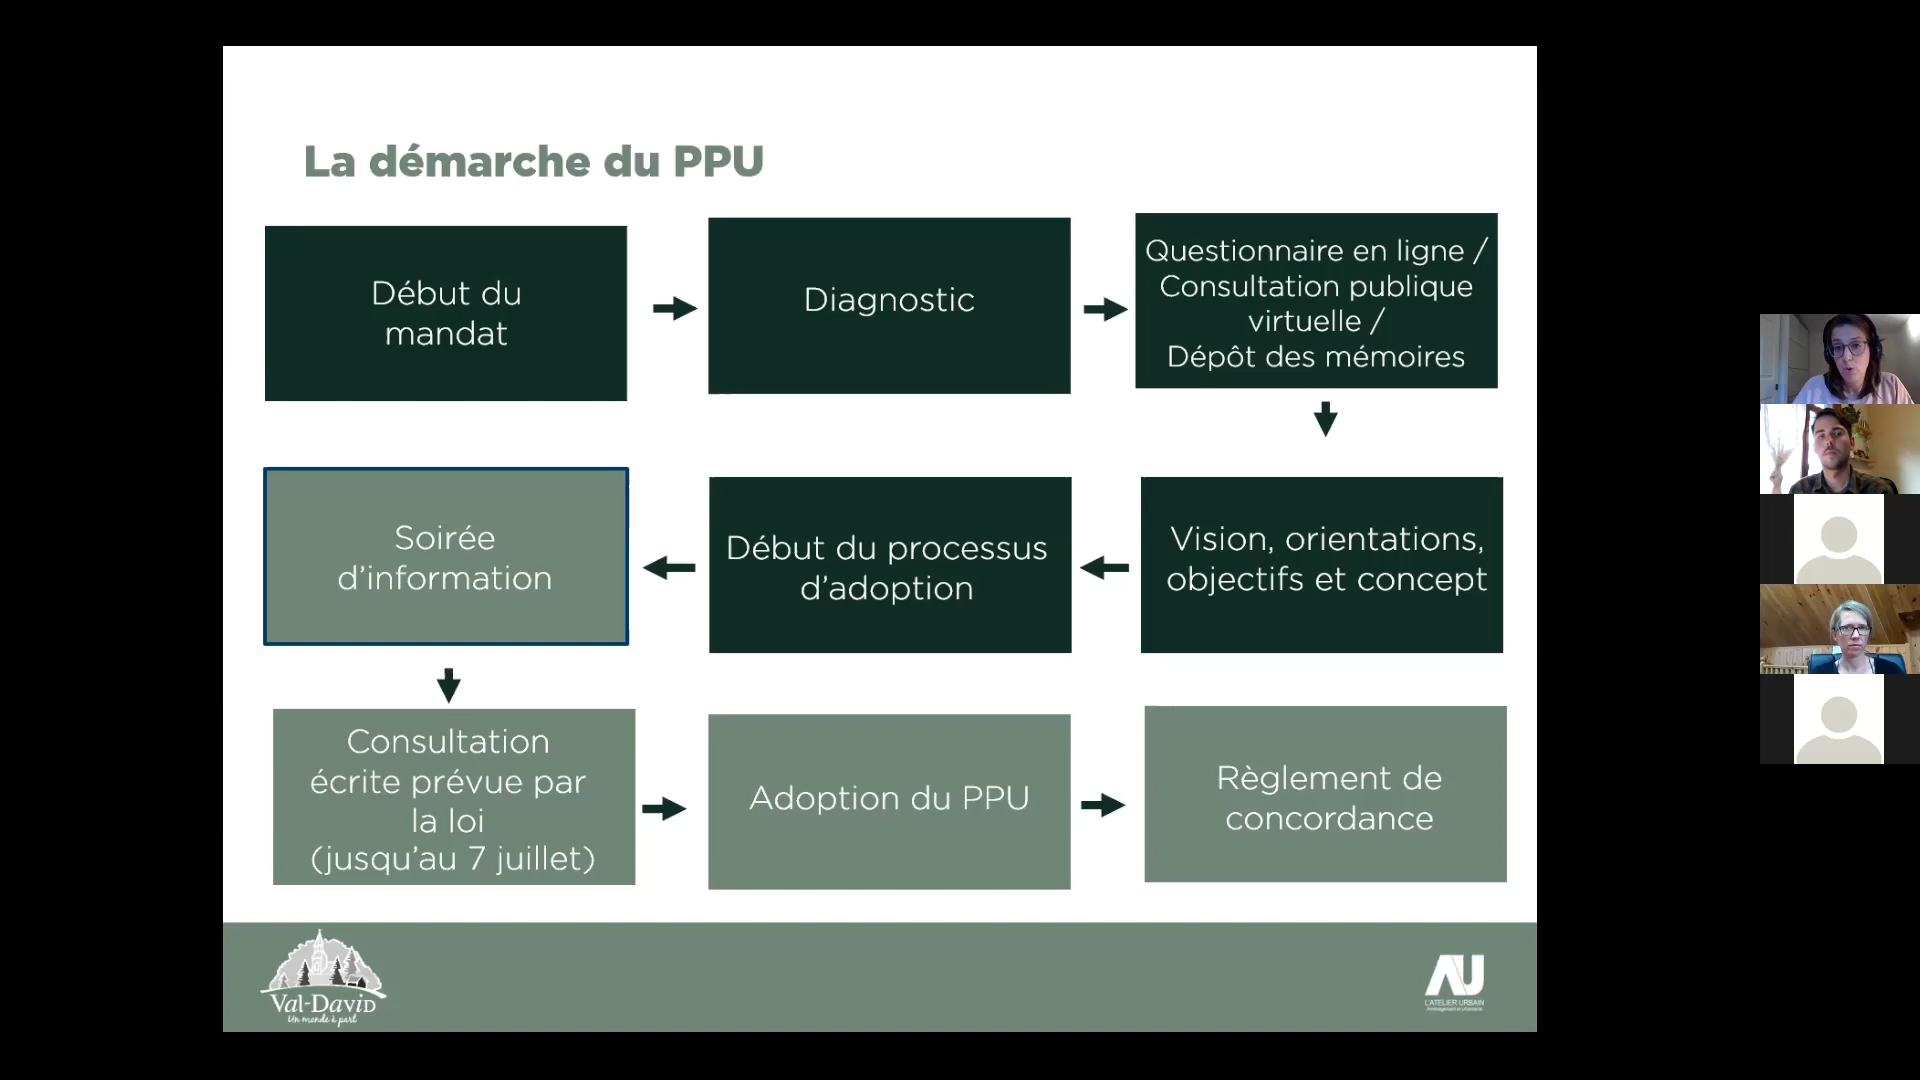 La démarche du PPU
Début du
mandat
Diagnostic
Questionnaire en ligne /
Consultation publique
virtuelle /
Dépôt des mémoires
Vision, orientations,
objectifs et concept
Début du processus
d'adoption
Soirée
d'information
Consultation
écrite prévue par
la loi
(jusqu'au 7 juillet)
Adoption du PPU
Règlement de
concordance
Val-David
Un monde à part
AU
L'ATELIER URBAIN